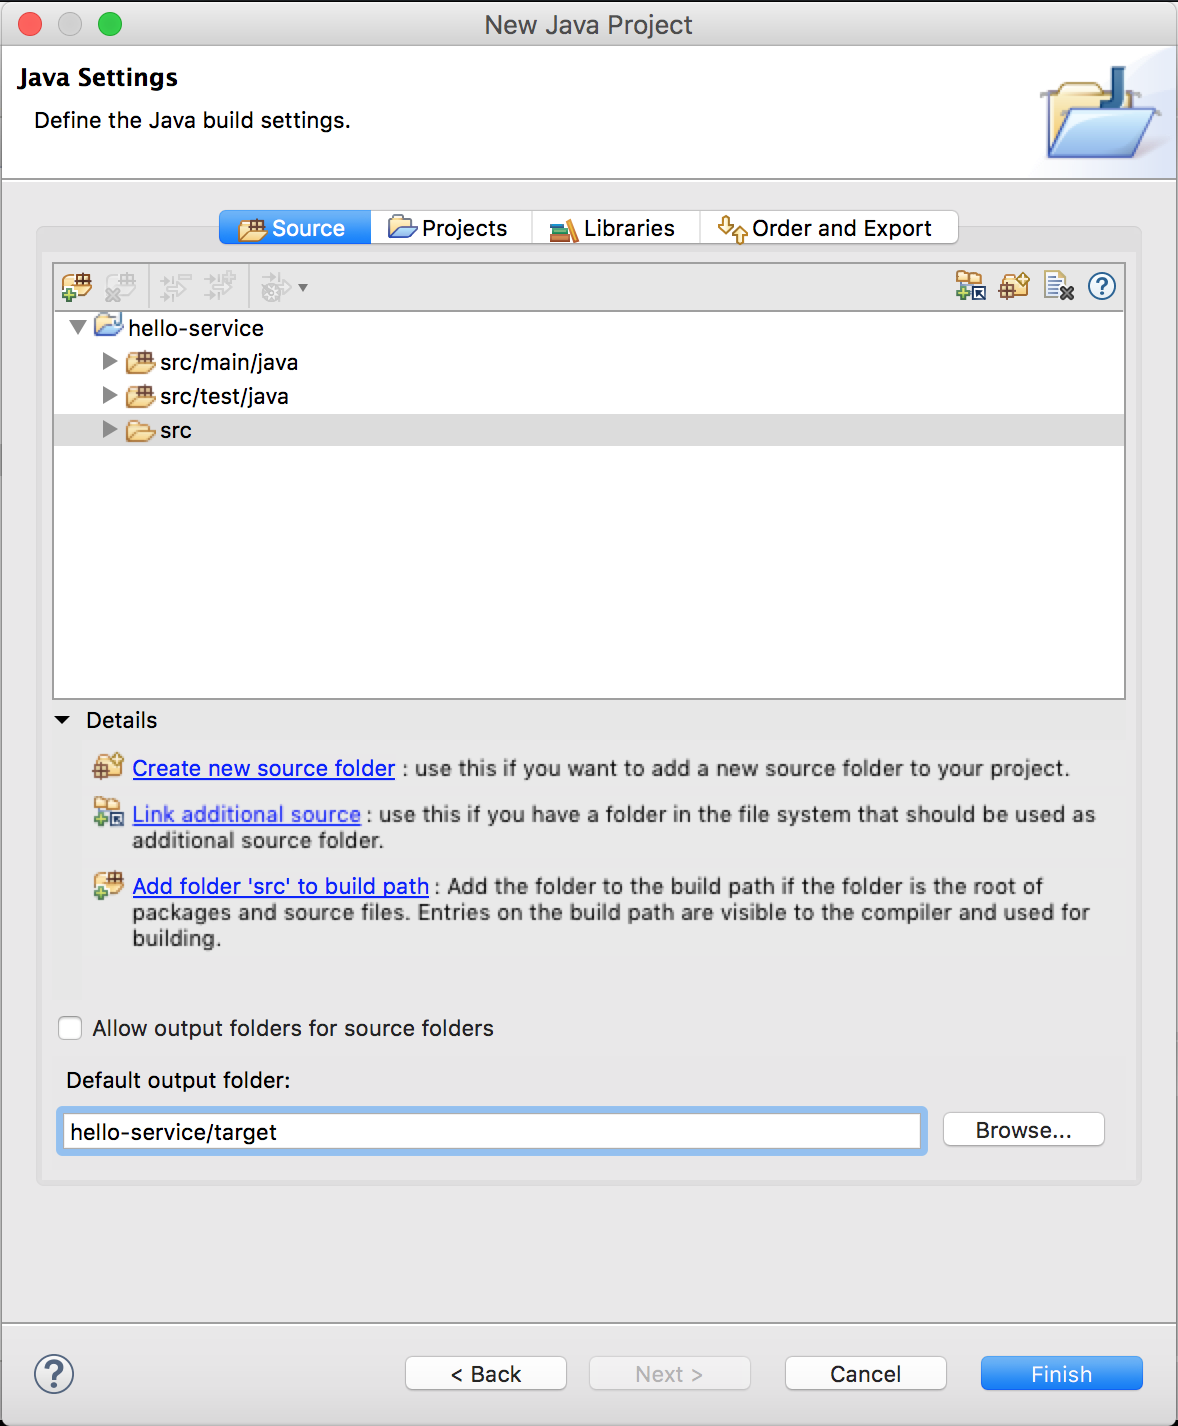 New Java Project
Java Settings
Define the Java build settings.
Source
Projects
Libraries
Order and Export
hello-service
src/main/java
src/test/java
src
Details
Create new source folder : use this if you want to add a new source folder to your project.
Link additional source : use this if you have a folder in the file system that should be used as
additional source folder.
Add folder 'src' to build path : Add the folder to the build path if the folder is the root of
packages and source files. Entries on the build path are visible to the compiler and used for
building.
Allow output folders for source folders
Default output folder:
hello-service/target
Browse...
< Back
Next >
Cancel
Finish